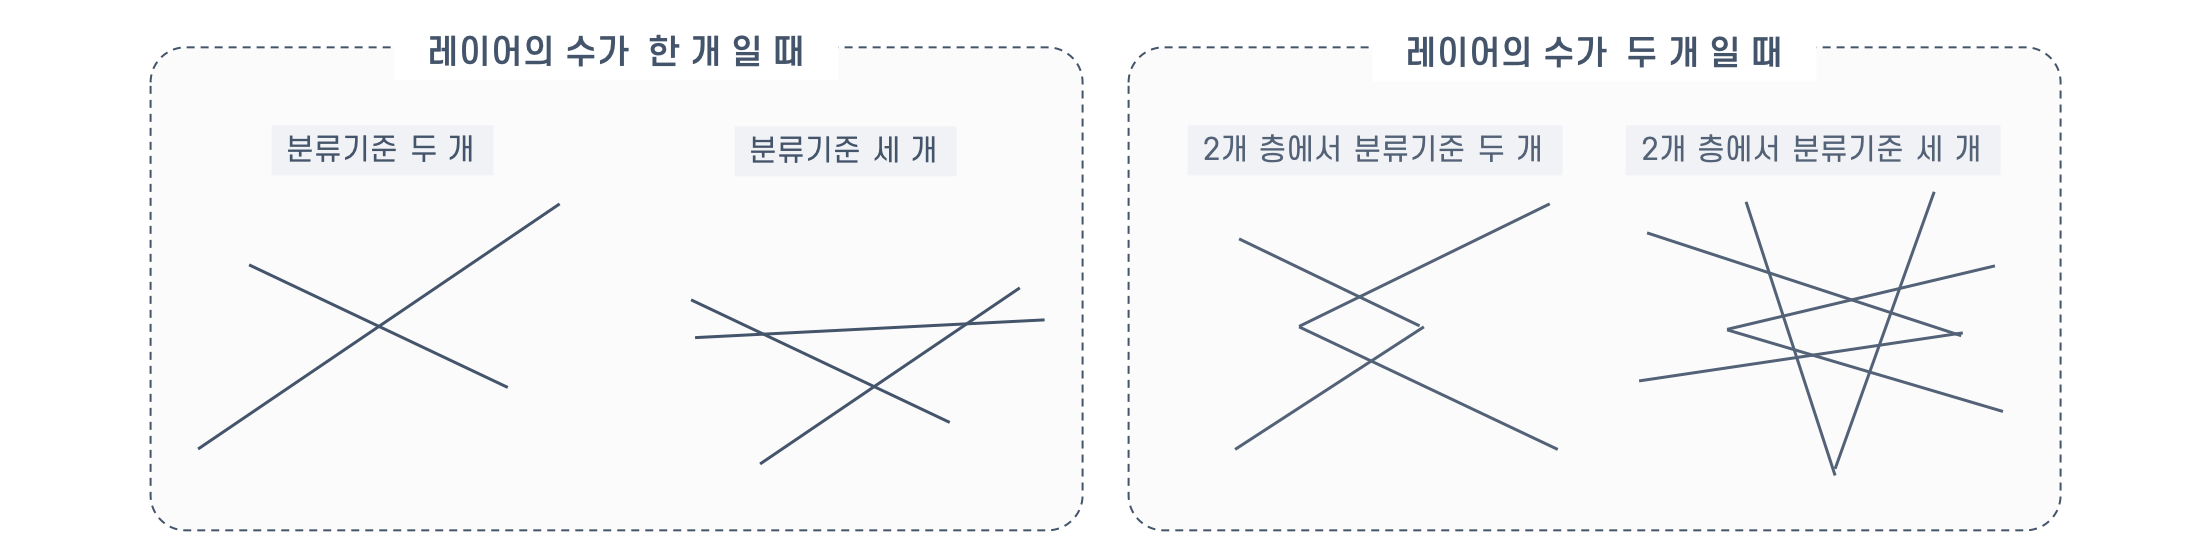 레이어의 수가 한 개 일 때
레이어의 수가 두 개 일 때
분류기준 두 개
분류기준 세 개
2개 층에서 분류기준 두 개
2개 층에서 분류기준 세 개